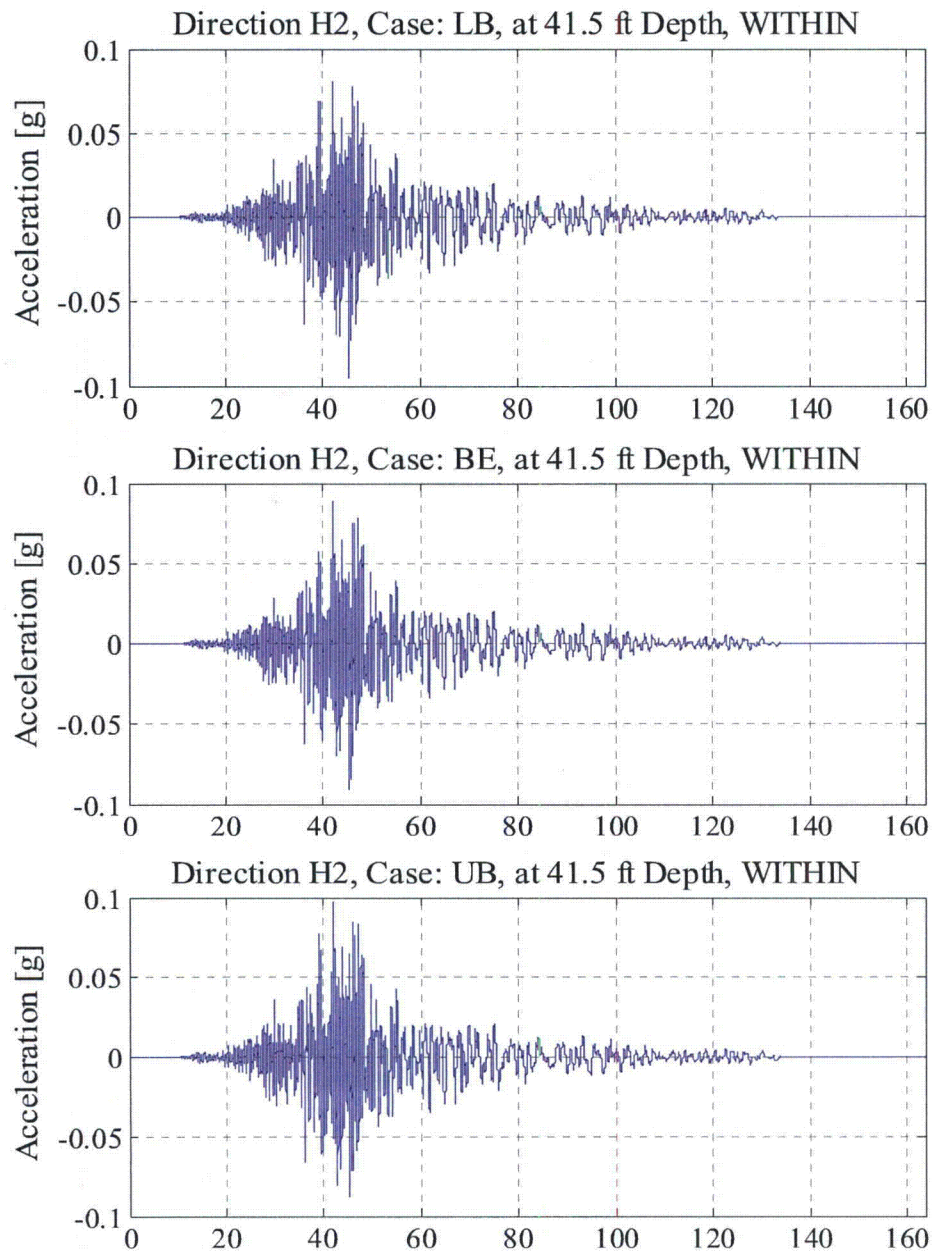 Direction H2, Case: LB, at 41.5 ft Depth, WITHIN
0.1
0.05
0
-0.05
-0.1
Acceleration [g]
0 20 40 60 80 100 120 140 160
Direction H2, Case: BE, at 41.5 ft Depth, WITHIN
0.1
0.05
0
-0.05
-0.1
Acceleration [g]
0 20 40 60 80 100 120 140 160
Direction H2, Case: UB, at 41.5 ft Depth, WITHIN
0.1
0.05
0
-0.05
-0.1
Acceleration [g]
0 20 40 60 80 100 120 140 160